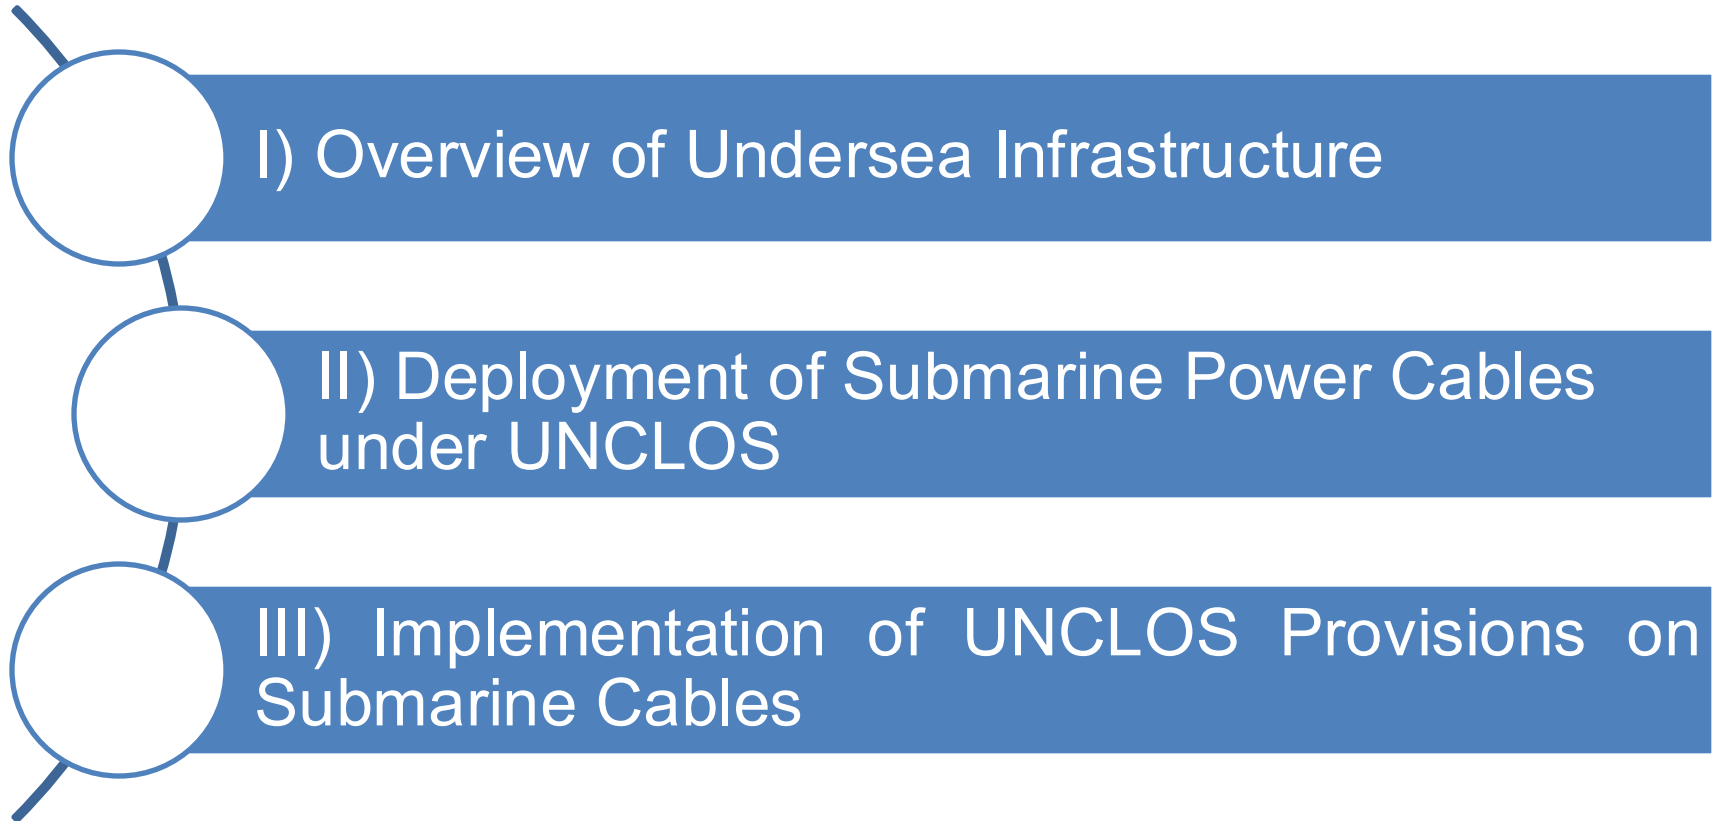 I) Overview of Undersea Infrastructure
II) Deployment of Submarine Power Cables
under UNCLOS
III) Implementation of UNCLOS Provisions on
Submarine Cables